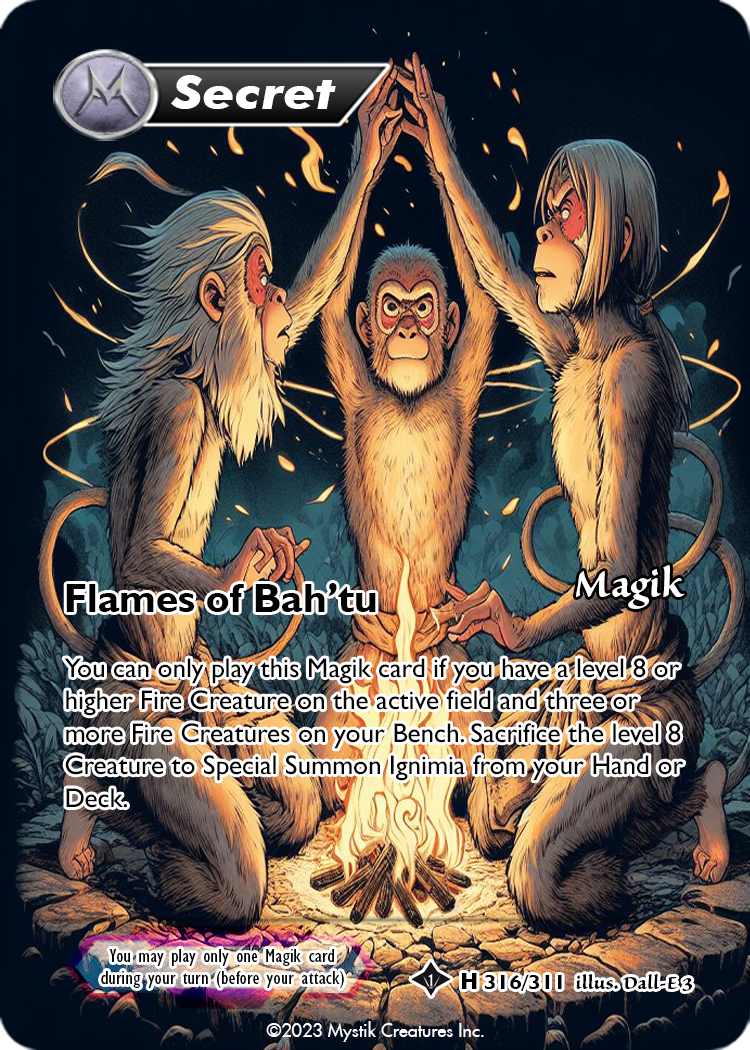 Secret
Flames of Bah'tu
Magik
You can only play this Magik card if you have a level 8 or
higher Fire Creature on the active field and three or
more Fire Creatures on your Bench. Sacrifice the level 8
Creature to Special Summon Ignimia from your Hand or
Deck.
You may play only one Magik card
during your turn (before your attack)
1 H 316/311 illus. Dall-E 3
©2023 Mystik Creatures Inc.